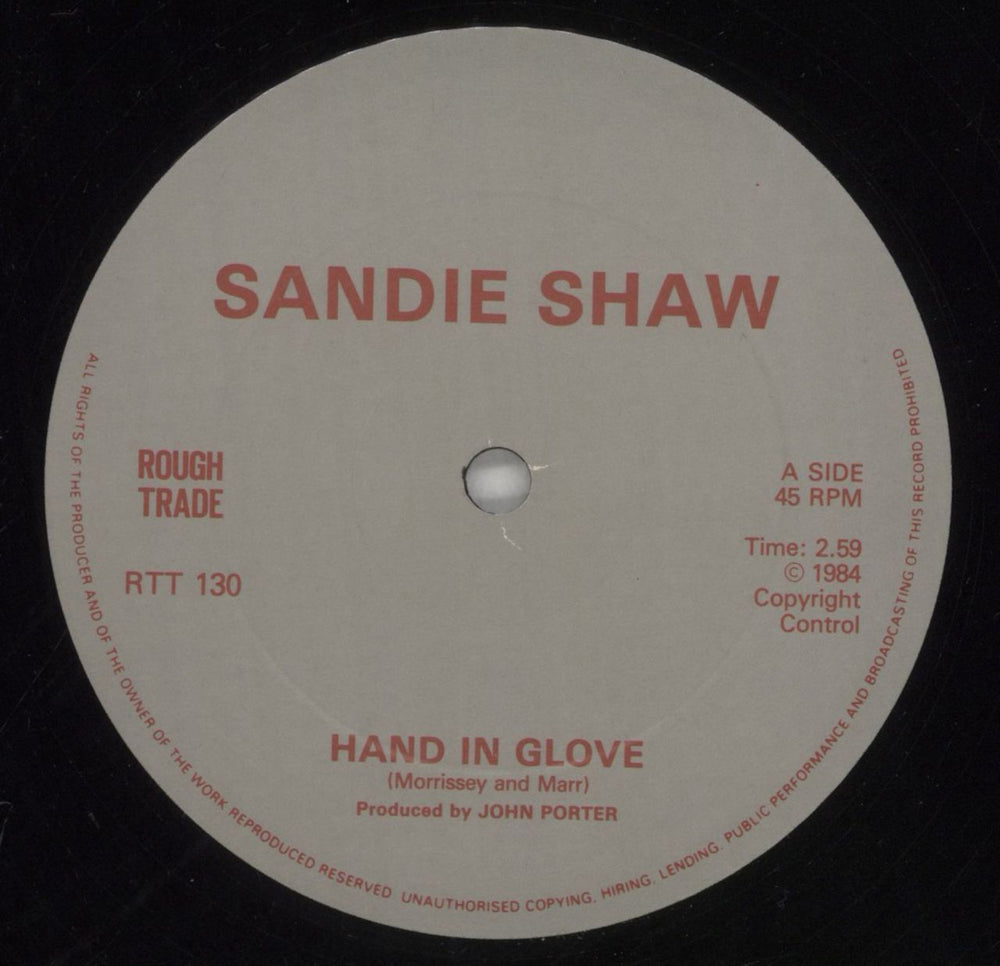 SANDIE SHAW
ROUGH
TRADE
RTT 130
A SIDE
45 RPM
Time: 2.59
© 1984
Copyright
Control
HAND IN GLOVE
(Morrissey and Marr)
Produced by JOHN PORTER
ALL RIGHTS OF THE PRODUCER AND OF THE OWNER OF THE WORK REPRODUCED RESERVED UNAUTHORISED COPYING, HIRING, LENDING, PUBLIC PERFORMANCE AND BROADCASTING OF THIS RECORD PROHIBITED